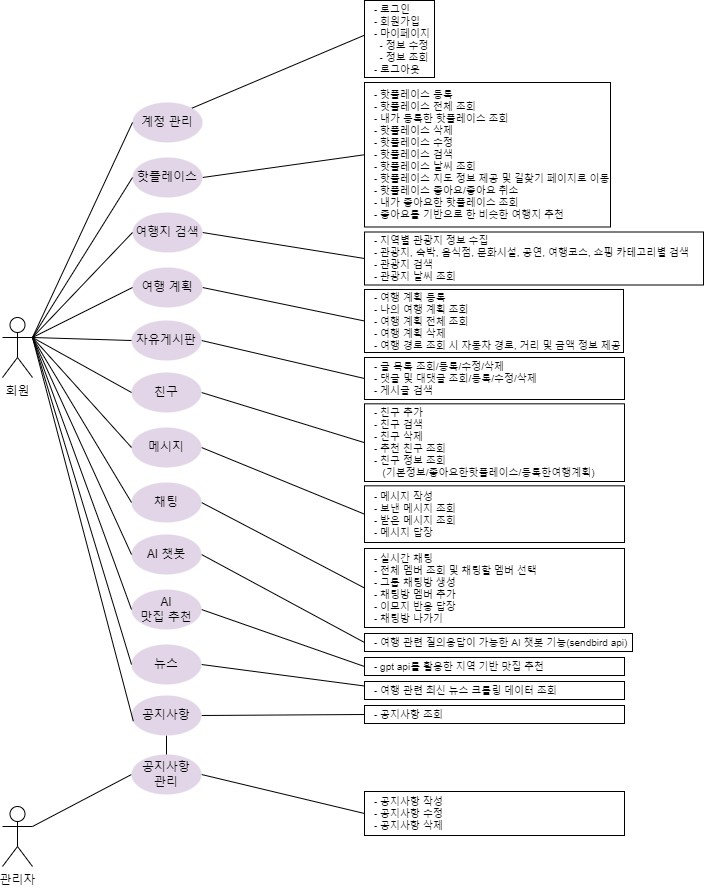 - 로그인
- 회원가입
- 마이페이지
- 정보 수정
- 정보 조회
- 로그아웃
계정 관리
- 핫플레이스 등록
- 핫플레이스 전체 조회
- 내가 등록한 핫플레이스 조회
- 핫플레이스 삭제
- 핫플레이스 수정
- 핫플레이스 검색
- 핫플레이스 날씨 조회
- 핫플레이스 지도 정보 제공 및 길찾기 페이지로 이동
- 핫플레이스 좋아요/좋아요 취소
- 내가 좋아요한 핫플레이스 조회
- 좋아요를 기반으로 한 비슷한 여행지 추천
핫플레이스
여행지 검색
- 지역별 관광지 정보 수집
- 관광지, 숙박, 음식점, 문화시설, 공연, 여행코스, 쇼핑 카테고리별 검색
- 관광지 검색
- 관광지 날씨 조회
여행 계획
- 여행 계획 등록
- 나의 여행 계획 조회
- 여행 계획 전체 조회
- 여행 계획 삭제
- 여행 경로 조회 시 자동차 경로, 거리 및 금액 정보 제공
자유게시판
- 글 목록 조회/등록/수정/삭제
- 댓글 및 대댓글 조회/등록/수정/삭제
- 게시글 검색
회원
친구
- 친구 추가
- 친구 검색
- 친구 삭제
- 추천 친구 조회
- 친구 정보 조회
(기본정보/좋아요한핫플레이스/등록한여행계획)
메시지
- 메시지 작성
- 보낸 메시지 조회
- 받은 메시지 조회
- 메시지 답장
채팅
- 실시간 채팅
- 전체 멤버 조회 및 채팅할 멤버 선택
- 그룹 채팅방 생성
- 채팅방 멤버 추가
- 이모지 반응 답장
- 채팅방 나가기
AI 챗봇
- 여행 관련 질의응답이 가능한 AI 챗봇 기능(sendbird api)
AI
맛집 추천
- gpt api를 활용한 지역 기반 맛집 추천
뉴스
- 여행 관련 최신 뉴스 크롤링 데이터 조회
공지사항
- 공지사항 조회
공지사항
관리
- 공지사항 작성
- 공지사항 수정
- 공지사항 삭제
관리자